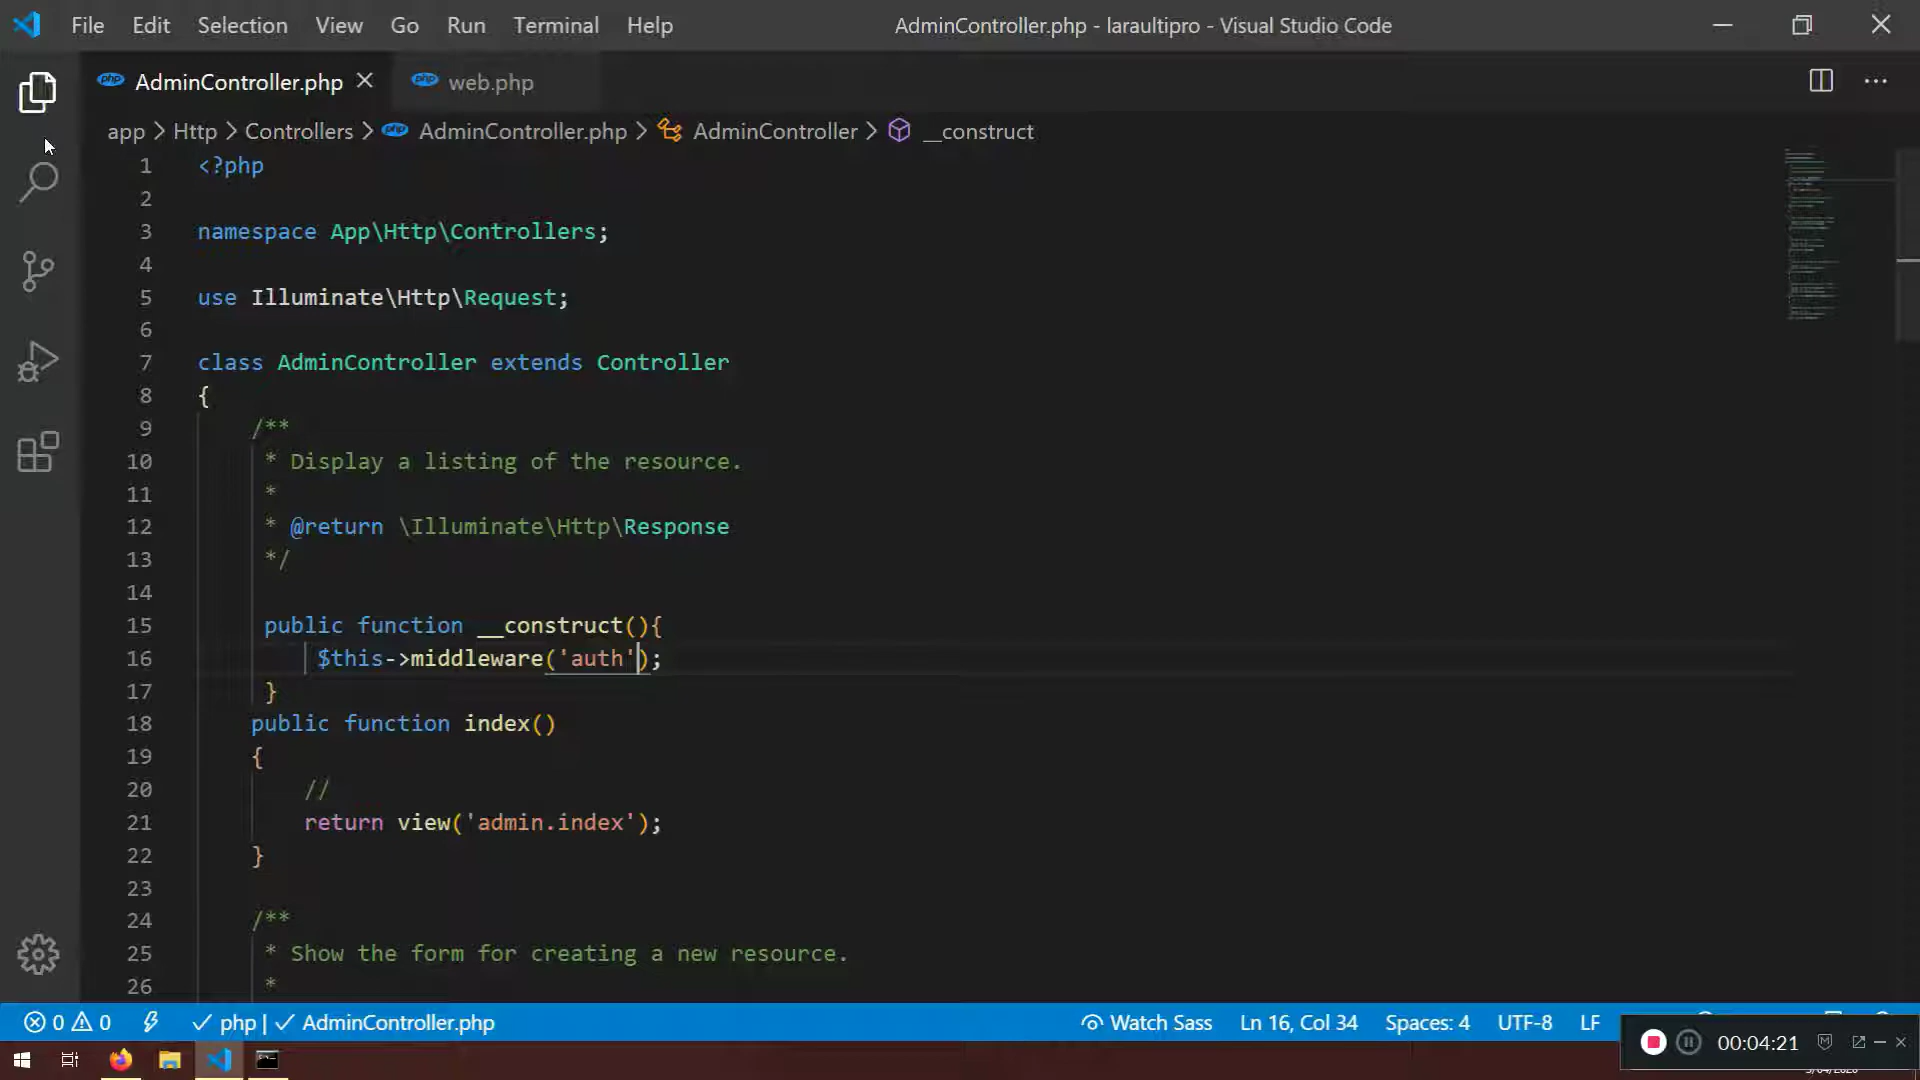 File Edit Selection View Go Run Terminal Help AdminController.php - laraultipro - Visual Studio Code
AdminController.php web.php
app > Http > Controllers > AdminController.php > AdminController > __construct
1 <?php
2
3 namespace App\Http\Controllers;
4
5 use Illuminate\Http\Request;
6
7 class AdminController extends Controller
8 {
9 /**
10 * Display a listing of the resource.
11 *
12 * @return \Illuminate\Http\Response
13 */
14
15 public function __construct(){
16 $this->middleware('auth');
17 }
18 public function index()
19 {
20 //
21 return view('admin.index');
22 }
23
24 /**
25 * Show the form for creating a new resource.
26 *
0 0 php | AdminController.php Watch Sass Ln 16, Col 34 Spaces: 4 UTF-8 LF
00:04:21